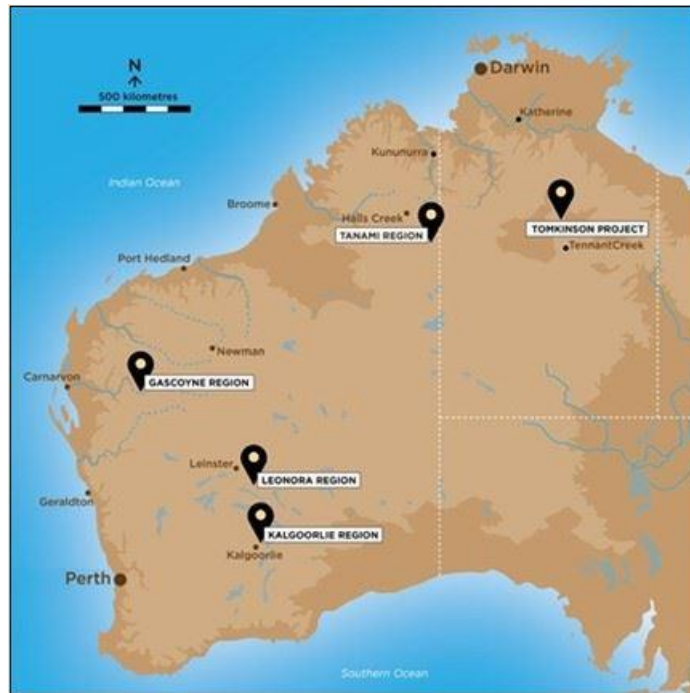 Darwin
N
500 kilometres
Katherine
Kununurra
Indian Ocean
Broome
Halls Creek
TANAMI REGION
TOMKINSON PROJECT
TennantCreek
Port Hedland
Newman
Carnarvon
GASCOYNE REGION
Leinster
LEONORA REGION
Geraldton
KALGOORLIE REGION
Kalgoorlie
Perth
Southern Ocean